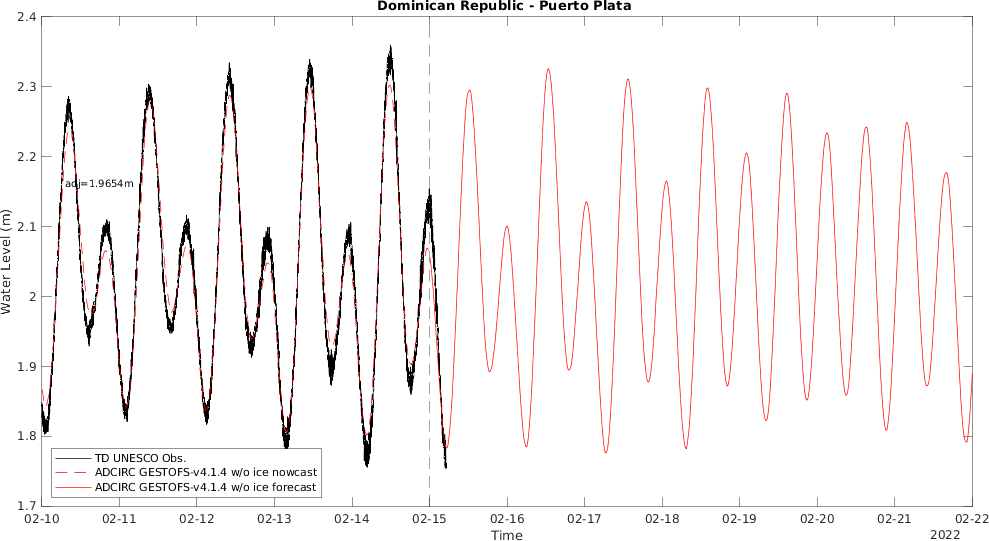 Dominican Republic - Puerto Plata
2.4
2.3
2.2
2.1
2
1.9
1.8
1.7
Water Level (m)
adj=1.9654m
TD UNESCO Obs.
ADCIRC GESTOFS-v4.1.4 w/o ice nowcast
ADCIRC GESTOFS-v4.1.4 w/o ice forecast
02-10 02-11 02-12 02-13 02-14 02-15 02-16 02-17 02-18 02-19 02-20 02-21 02-22
Time
2022